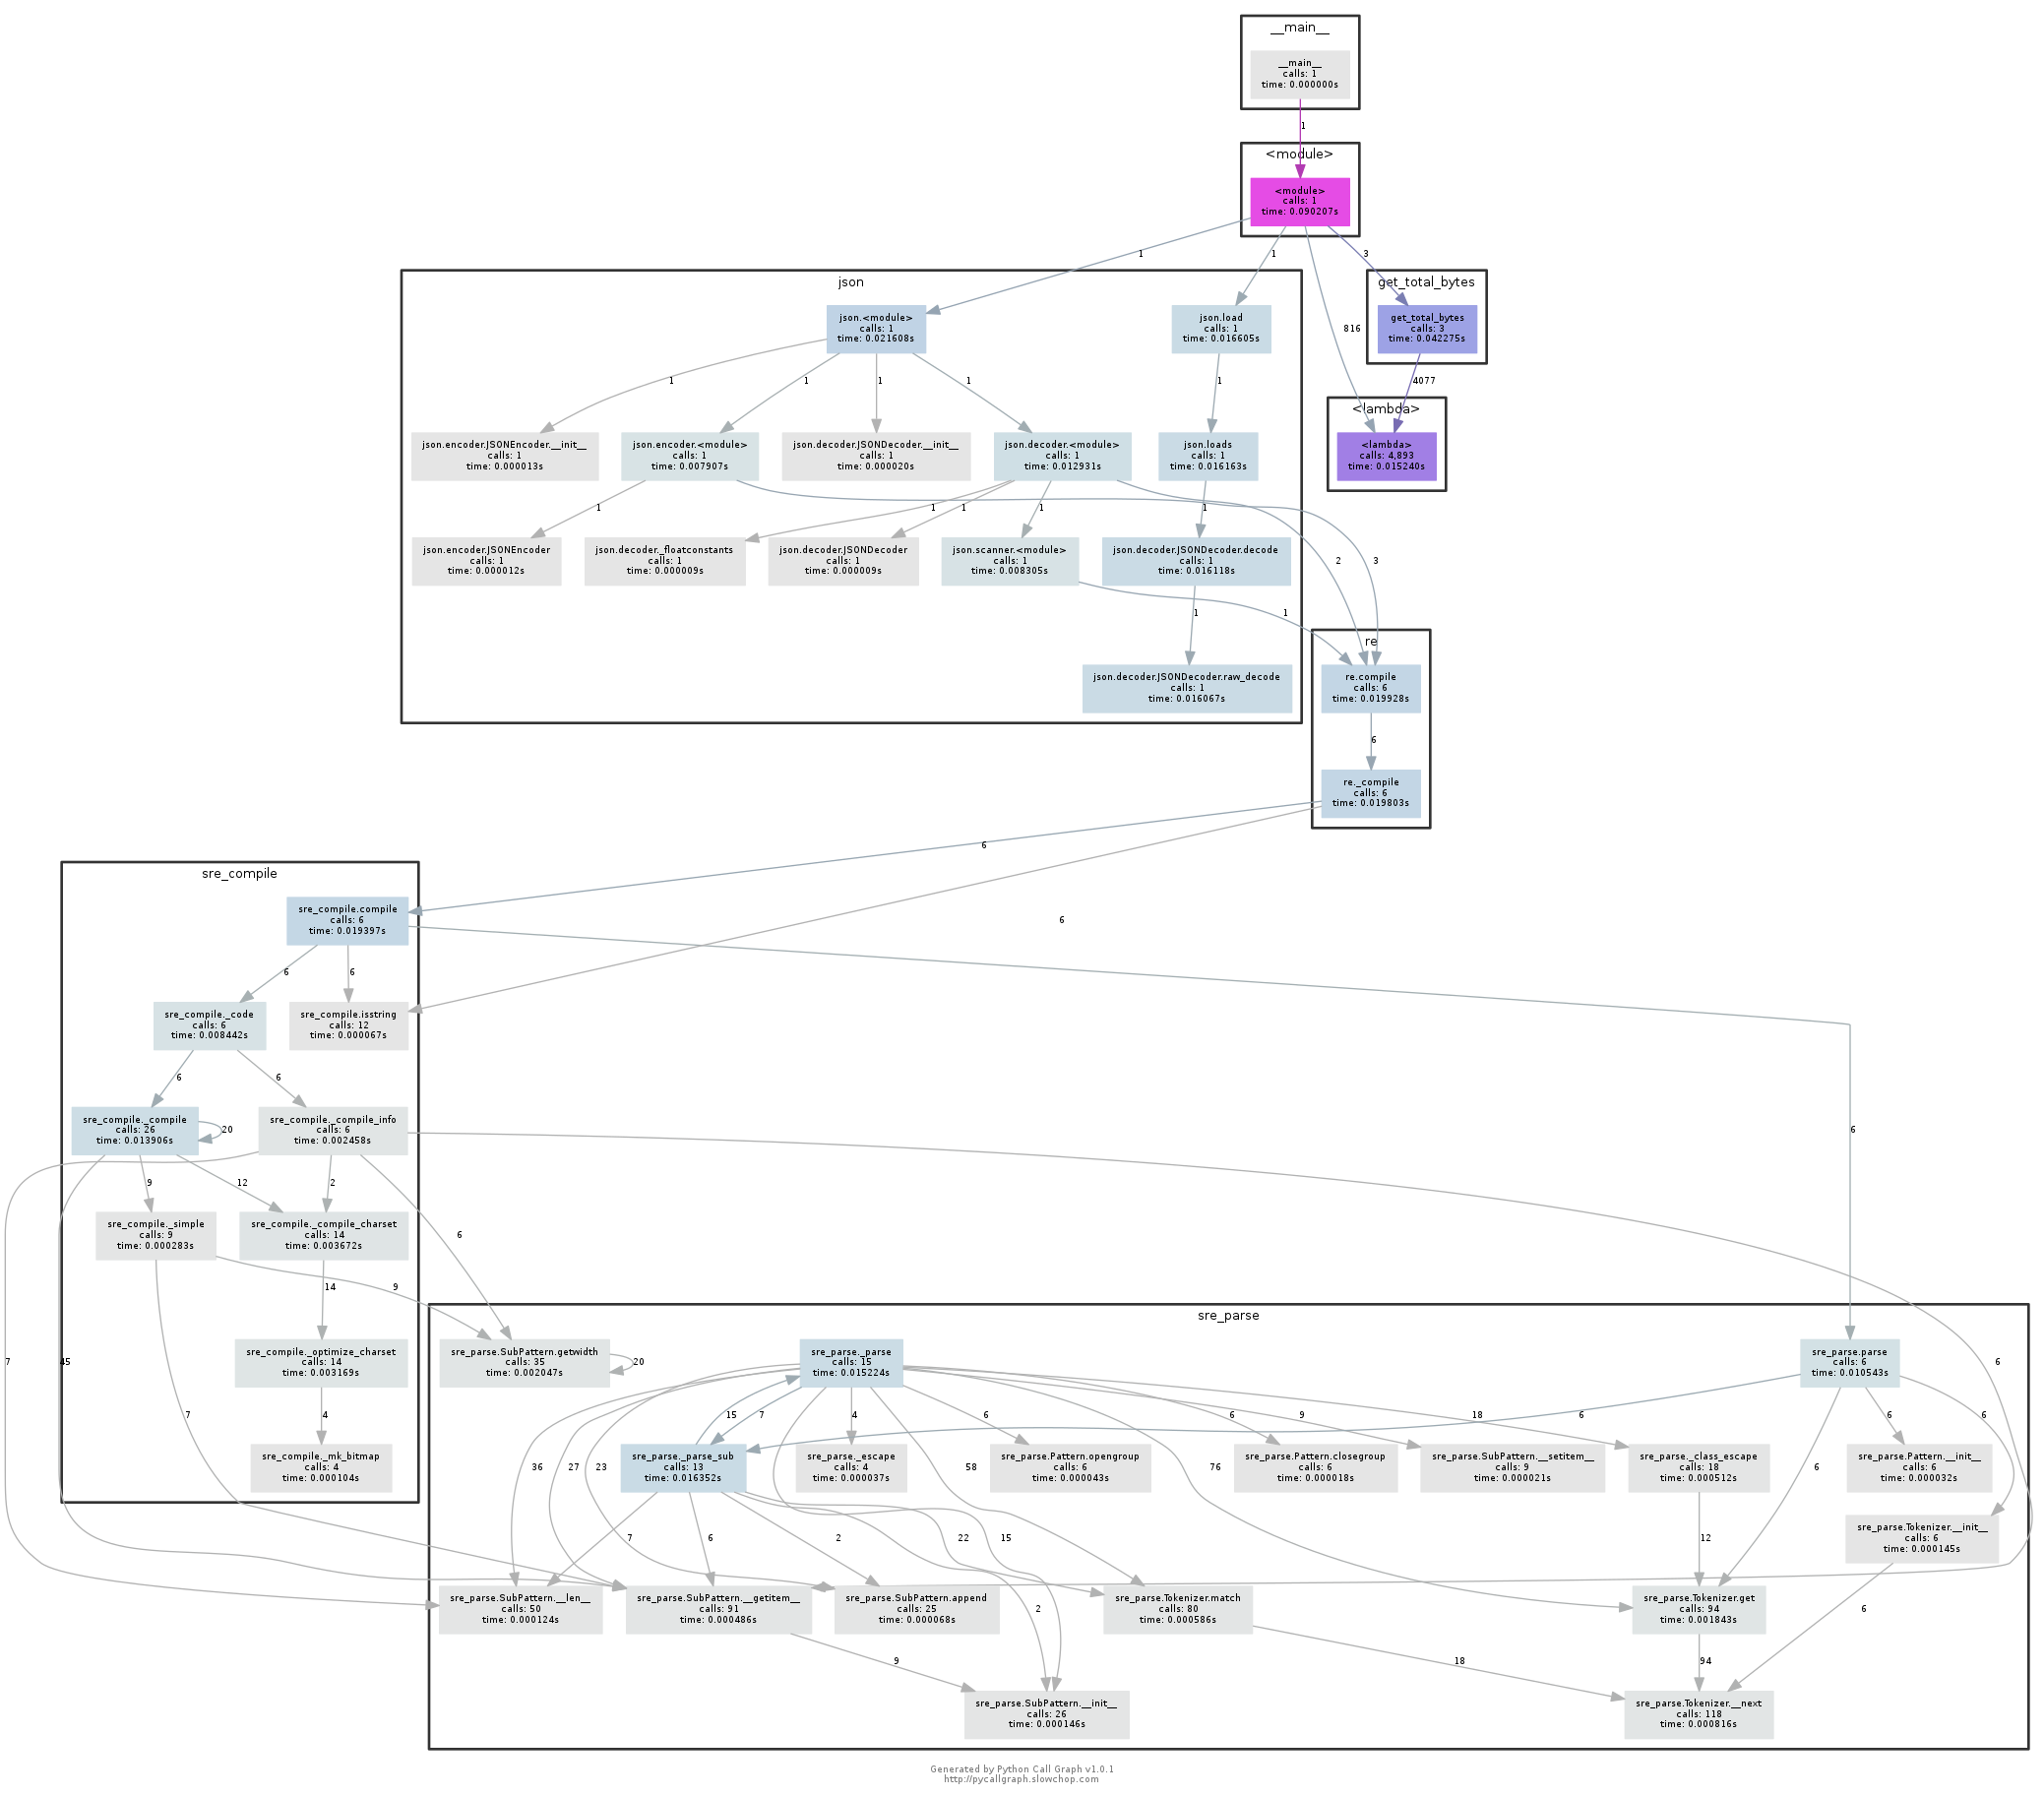 __main__
__main__
calls: 1
time: 0.000000s
1
<module>
<module>
calls: 1
time: 0.090207s
1
1
816
3
json
json.<module>
calls: 1
time: 0.021608s
json.load
calls: 1
time: 0.016605s
get_total_bytes
get_total_bytes
calls: 3
time: 0.042275s
1
1
1
1
1
4077
<lambda>
<lambda>
calls: 4,893
time: 0.015240s
json.encoder.JSONEncoder.__init__
calls: 1
time: 0.000013s
json.encoder.<module>
calls: 1
time: 0.007907s
json.decoder.JSONDecoder.__init__
calls: 1
time: 0.000020s
json.decoder.<module>
calls: 1
time: 0.012931s
json.loads
calls: 1
time: 0.016163s
1
1
1
1
1
2
3
json.encoder.JSONEncoder
calls: 1
time: 0.000012s
json.decoder._floatconstants
calls: 1
time: 0.000009s
json.decoder.JSONDecoder
calls: 1
time: 0.000009s
json.scanner.<module>
calls: 1
time: 0.008305s
json.decoder.JSONDecoder.decode
calls: 1
time: 0.016118s
1
1
json.decoder.JSONDecoder.raw_decode
calls: 1
time: 0.016067s
re
re.compile
calls: 6
time: 0.019928s
6
re._compile
calls: 6
time: 0.019803s
6
6
sre_compile
sre_compile.compile
calls: 6
time: 0.019397s
6
6
6
sre_compile._code
calls: 6
time: 0.008442s
sre_compile.isstring
calls: 12
time: 0.000067s
6
6
sre_compile._compile
calls: 26
time: 0.013906s
20
sre_compile._compile_info
calls: 6
time: 0.002458s
9
12
2
6
7
45
6
sre_compile._simple
calls: 9
time: 0.000283s
sre_compile._compile_charset
calls: 14
time: 0.003672s
14
9
7
sre_compile._optimize_charset
calls: 14
time: 0.003169s
4
sre_compile._mk_bitmap
calls: 4
time: 0.000104s
sre_parse
sre_parse.SubPattern.getwidth
calls: 35
time: 0.002047s
20
sre_parse._parse
calls: 15
time: 0.015224s
sre_parse.parse
calls: 6
time: 0.010543s
15
7
4
6
6
9
18
6
6
6
sre_parse._parse_sub
calls: 13
time: 0.016352s
sre_parse._escape
calls: 4
time: 0.000037s
sre_parse.Pattern.opengroup
calls: 6
time: 0.000043s
sre_parse.Pattern.closegroup
calls: 6
time: 0.000018s
sre_parse.SubPattern.__setitem__
calls: 9
time: 0.000021s
sre_parse._class_escape
calls: 18
time: 0.000512s
sre_parse.Pattern.__init__
calls: 6
time: 0.000032s
36
27
23
58
76
6
7
6
2
22
15
12
sre_parse.Tokenizer.__init__
calls: 6
time: 0.000145s
sre_parse.SubPattern.__len__
calls: 50
time: 0.000124s
sre_parse.SubPattern.__getitem__
calls: 91
time: 0.000486s
sre_parse.SubPattern.append
calls: 25
time: 0.000068s
2
sre_parse.Tokenizer.match
calls: 80
time: 0.000586s
sre_parse.Tokenizer.get
calls: 94
time: 0.001843s
6
9
18
94
sre_parse.SubPattern.__init__
calls: 26
time: 0.000146s
sre_parse.Tokenizer.__next
calls: 118
time: 0.000816s
Generated by Python Call Graph v1.0.1
http://pycallgraph.slowchop.com